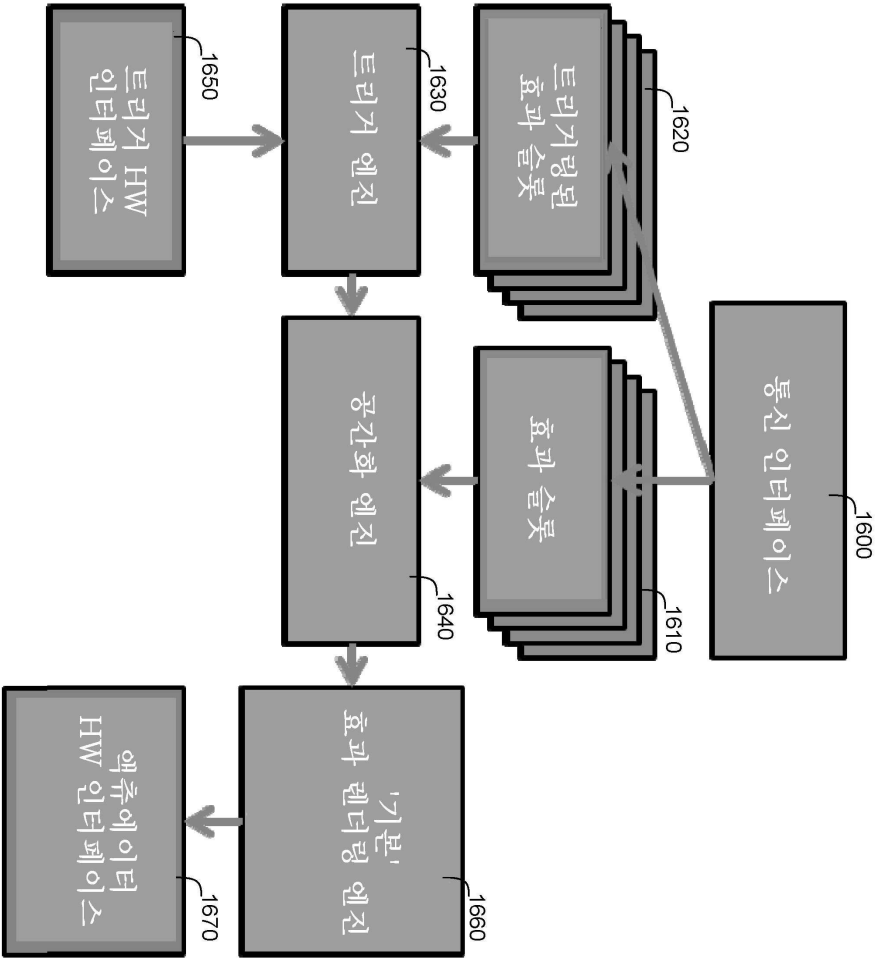 1600
통신 인터페이스
1620
트리거링된
효과 슬롯
1610
효과 슬롯
1630
트리거 엔진
1640
공간화 엔진
1660
'기본'
효과 렌더링 엔진
1650
트리거 HW
인터페이스
1670
액츄에이터
HW 인터페이스